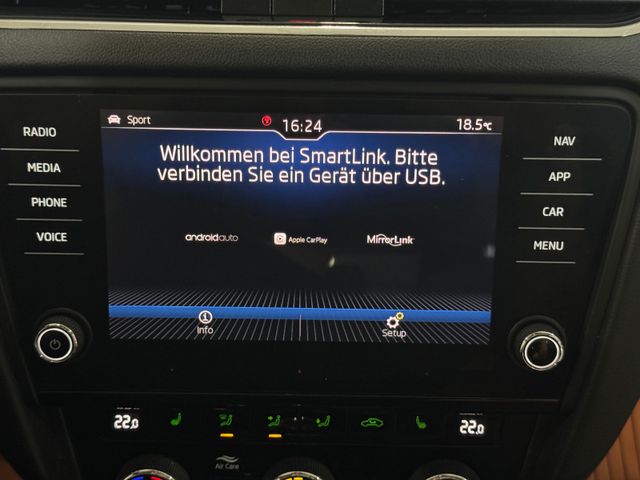 Sport
16:24
18.5°C
RADIO
MEDIA
PHONE
VOICE
NAV
APP
CAR
MENU
Willkommen bei SmartLink. Bitte
verbinden Sie ein Gerät über USB.
androidauto
Apple CarPlay
MirrorLink
Info
Setup
22.0
22.0
Air Care